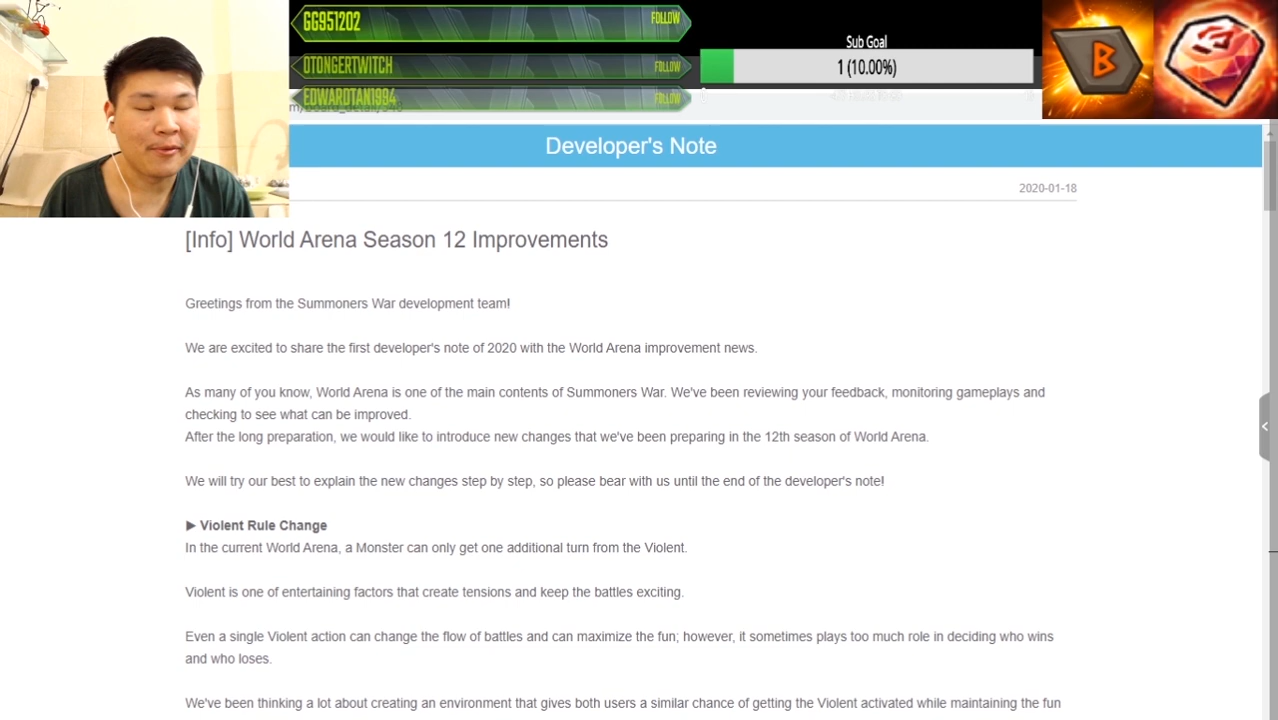 GG951202 FOLLOW
OTONGERTWITCH FOLLOW
EDWARDTAN1994 FOLLOW
Sub Goal
1 (10.00%)
B
Developer's Note
2020-01-18
[Info] World Arena Season 12 Improvements
Greetings from the Summoners War development team!
We are excited to share the first developer's note of 2020 with the World Arena improvement news.
As many of you know, World Arena is one of the main contents of Summoners War. We've been reviewing your feedback, monitoring gameplays and
checking to see what can be improved.
After the long preparation, we would like to introduce new changes that we've been preparing in the 12th season of World Arena.
We will try our best to explain the new changes step by step, so please bear with us until the end of the developer's note!
▶ Violent Rule Change
In the current World Arena, a Monster can only get one additional turn from the Violent.
Violent is one of entertaining factors that create tensions and keep the battles exciting.
Even a single Violent action can change the flow of battles and can maximize the fun; however, it sometimes plays too much role in deciding who wins
and who loses.
We've been thinking a lot about creating an environment that gives both users a similar chance of getting the Violent activated while maintaining the fun